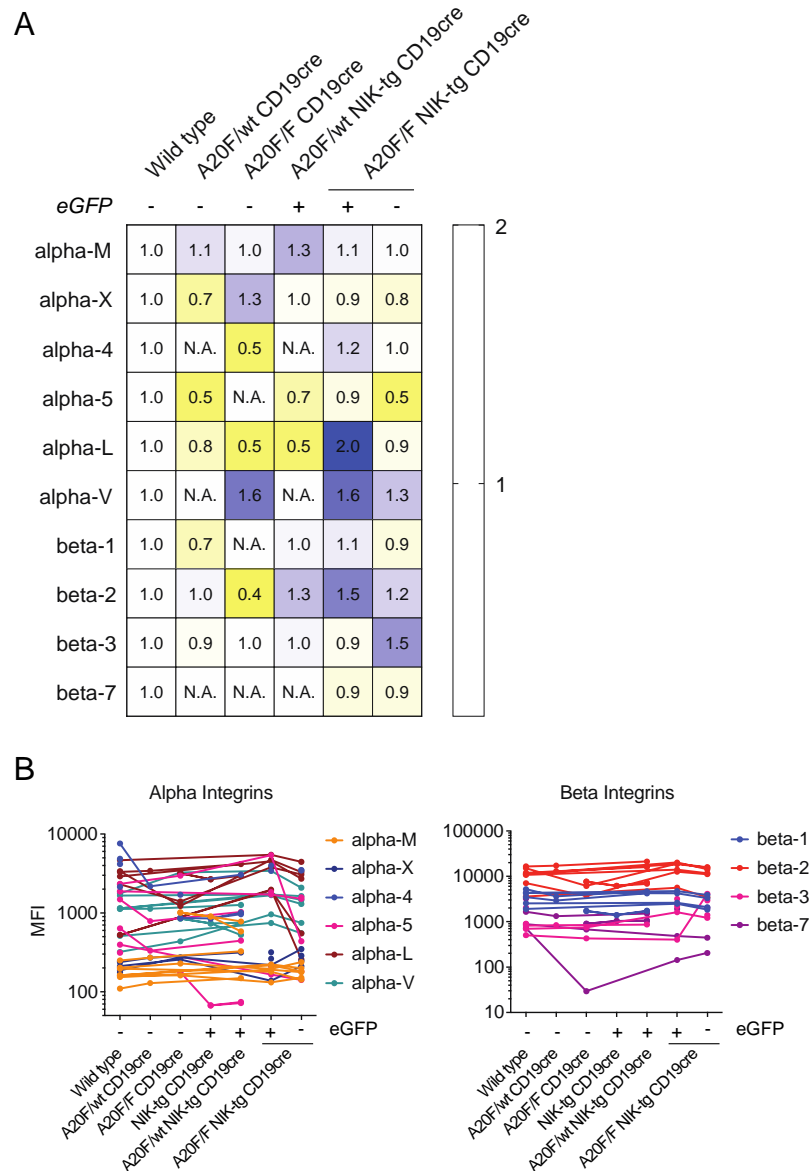 A
Wild type
A20F/wt CD19cre
A20F/F CD19cre
A20F/wt NIK-tg CD19cre
A20F/F NIK-tg CD19cre
eGFP - - - + + -
alpha-M 1.0 1.1 1.0 1.3 1.1 1.0
alpha-X 1.0 0.7 1.3 1.0 0.9 0.8
alpha-4 1.0 N.A. 0.5 N.A. 1.2 1.0
alpha-5 1.0 0.5 N.A. 0.7 0.9 0.5
alpha-L 1.0 0.8 0.5 0.5 2.0 0.9
alpha-V 1.0 N.A. 1.6 N.A. 1.6 1.3
beta-1 1.0 0.7 N.A. 1.0 1.1 0.9
beta-2 1.0 1.0 0.4 1.3 1.5 1.2
beta-3 1.0 0.9 1.0 1.0 0.9 1.5
beta-7 1.0 N.A. N.A. N.A. 0.9 0.9
2
1
B
Alpha Integrins
MFI
10000
1000
100
alpha-M
alpha-X
alpha-4
alpha-5
alpha-L
alpha-V
- - - + + + - eGFP
Wild type
A20F/wt CD19cre
A20F/F CD19cre
NIK-tg CD19cre
A20F/wt NIK-tg CD19cre
A20F/F NIK-tg CD19cre
Beta Integrins
100000
10000
1000
100
10
beta-1
beta-2
beta-3
beta-7
- - - + + + - eGFP
Wild type
A20F/wt CD19cre
A20F/F CD19cre
NIK-tg CD19cre
A20F/wt NIK-tg CD19cre
A20F/F NIK-tg CD19cre